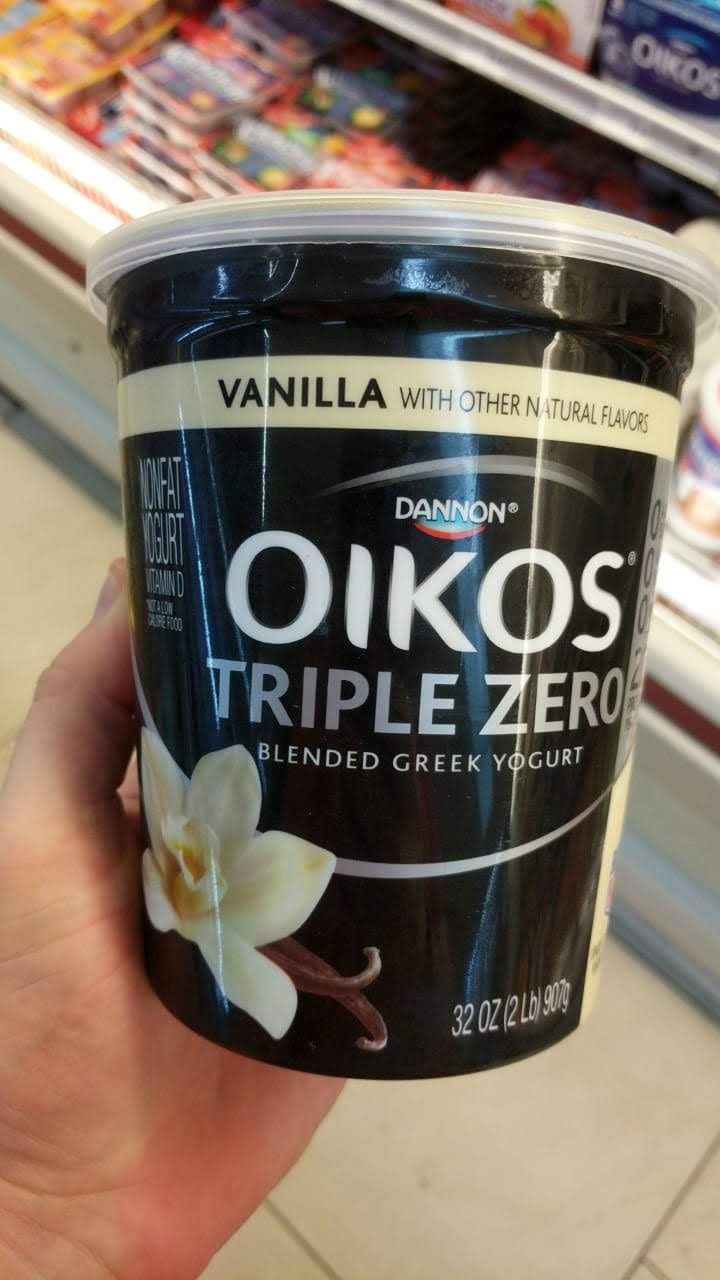 OIKOS
VANILLA WITH OTHER NATURAL FLAVORS
NONFAT
YOGURT
VITAMIN D
*NOT A LOW
CALORIE FOOD
DANNON®
OIKOS®
TRIPLE ZERO
BLENDED GREEK YOGURT
32 OZ (2 Lb) 907g